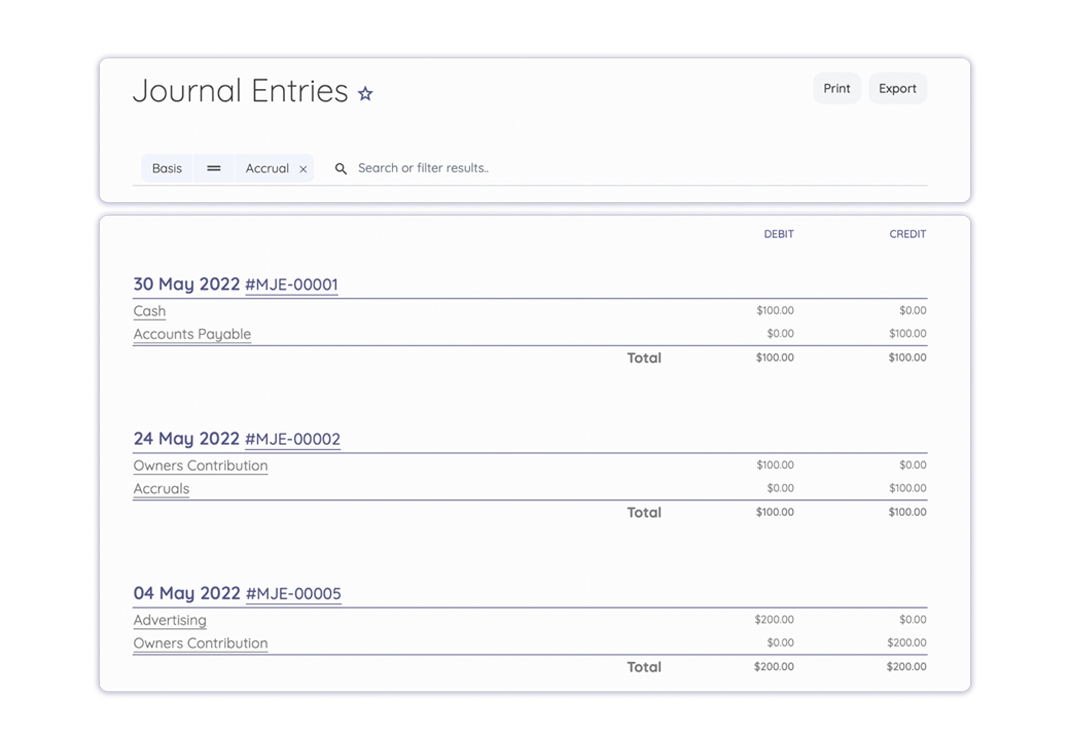 Journal Entries
Print Export
Basis = Accrual × Search or filter results..
DEBIT CREDIT
30 May 2022 #MJE-00001
Cash $100.00 $0.00
Accounts Payable $0.00 $100.00
Total $100.00 $100.00
24 May 2022 #MJE-00002
Owners Contribution $100.00 $0.00
Accruals $0.00 $100.00
Total $100.00 $100.00
04 May 2022 #MJE-00005
Advertising $200.00 $0.00
Owners Contribution $0.00 $200.00
Total $200.00 $200.00